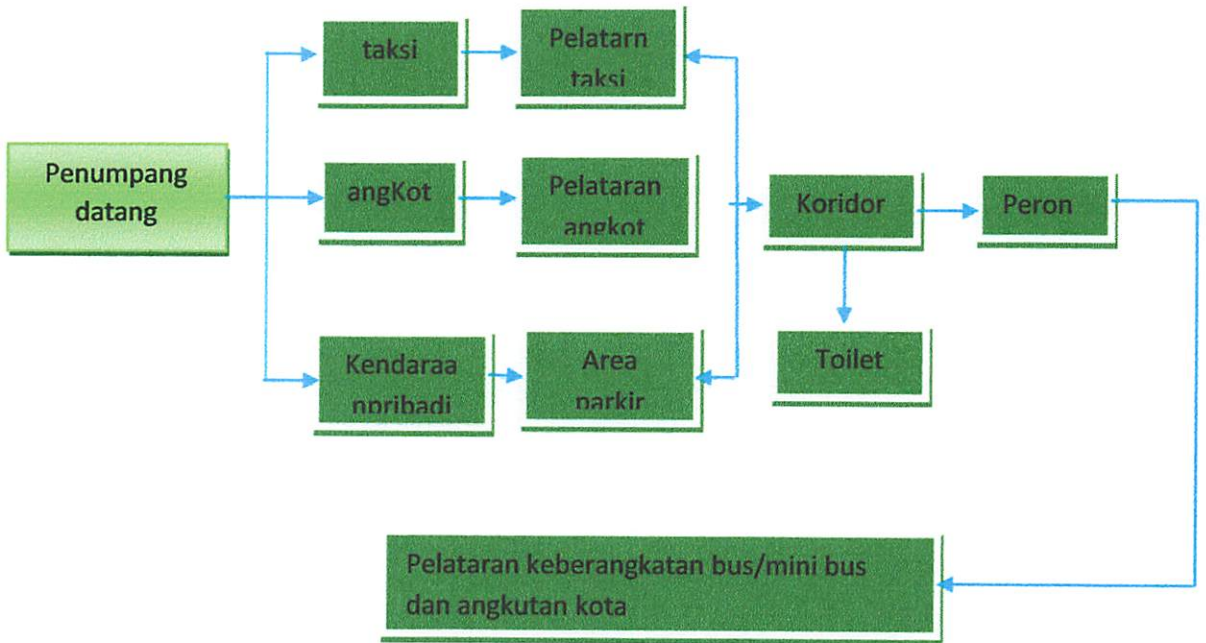 taksi
Pelatarn
taksi
Penumpang
datang
angKot
Pelataran
angkot
Koridor
Peron
Kendaraa
npribadi
Area
parkir
Toilet
Pelataran keberangkatan bus/mini bus
dan angkutan kota